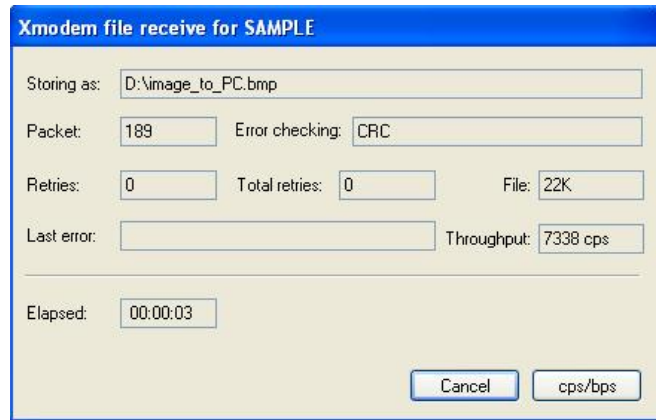 Xmodem file receive for SAMPLE
Storing as: D:\image_to_PC.bmp
Packet: 189 Error checking: CRC
Retries: 0 Total retries: 0 File: 22K
Last error: Throughput: 7338 cps
Elapsed: 00:00:03
Cancel cps/bps